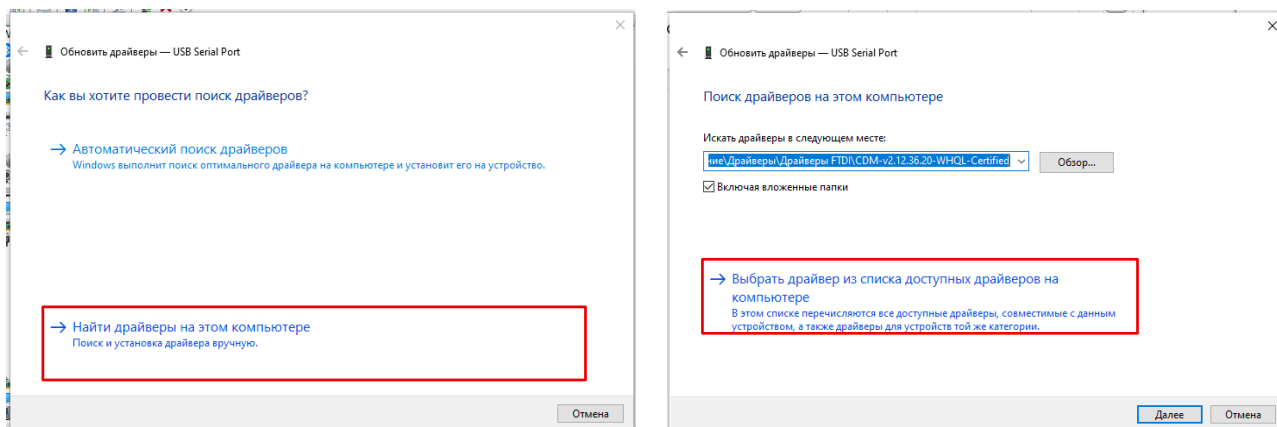 Обновить драйверы — USB Serial Port
Как вы хотите провести поиск драйверов?
Автоматический поиск драйверов
Windows выполнит поиск оптимального драйвера на компьютере и установит его на устройство.
Найти драйверы на этом компьютере
Поиск и установка драйвера вручную.
Отмена
Обновить драйверы — USB Serial Port
Поиск драйверов на этом компьютере
Искать драйверы в следующем месте:
ние\Драйверы\Драйверы FTDI\CDM-v2.12.36.20-WHQL-Certified
Обзор...
Включая вложенные папки
Выбрать драйвер из списка доступных драйверов на
компьютере
В этом списке перечисляются все доступные драйверы, совместимые с данным
устройством, а также драйверы для устройств той же категории.
Далее
Отмена